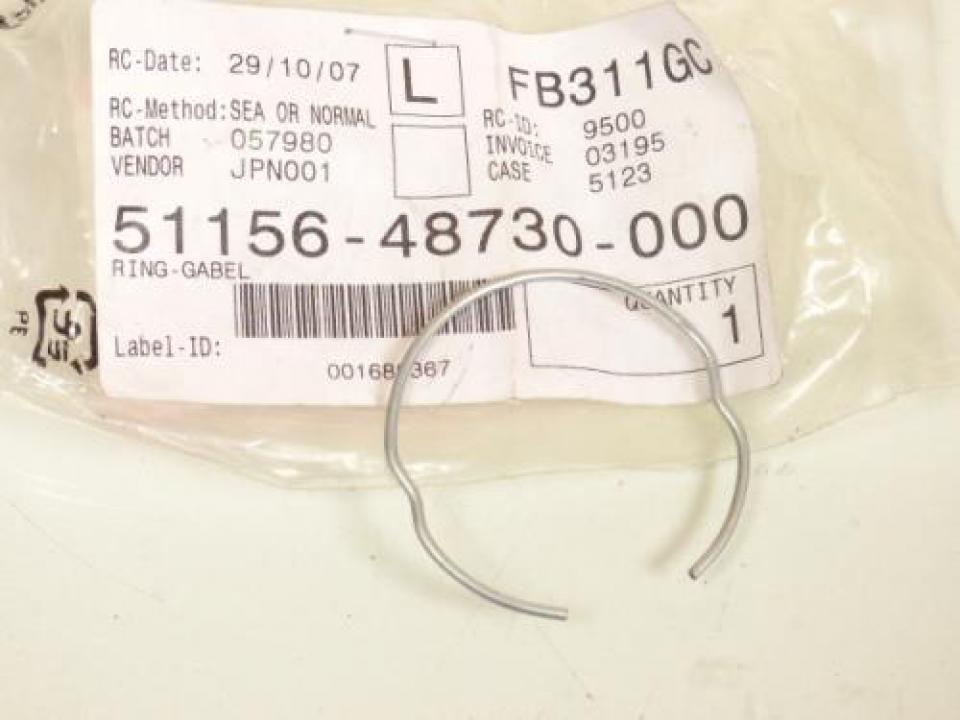 RC-Date: 29/10/07 L FB311GC
RC-Method: SEA OR NORMAL RC-ID: 9500
BATCH 057980 INVOICE 03195
VENDOR JPN001 CASE 5123
51156-48730-000
RING-GABEL
QUANTITY
1
Label-ID:
PE